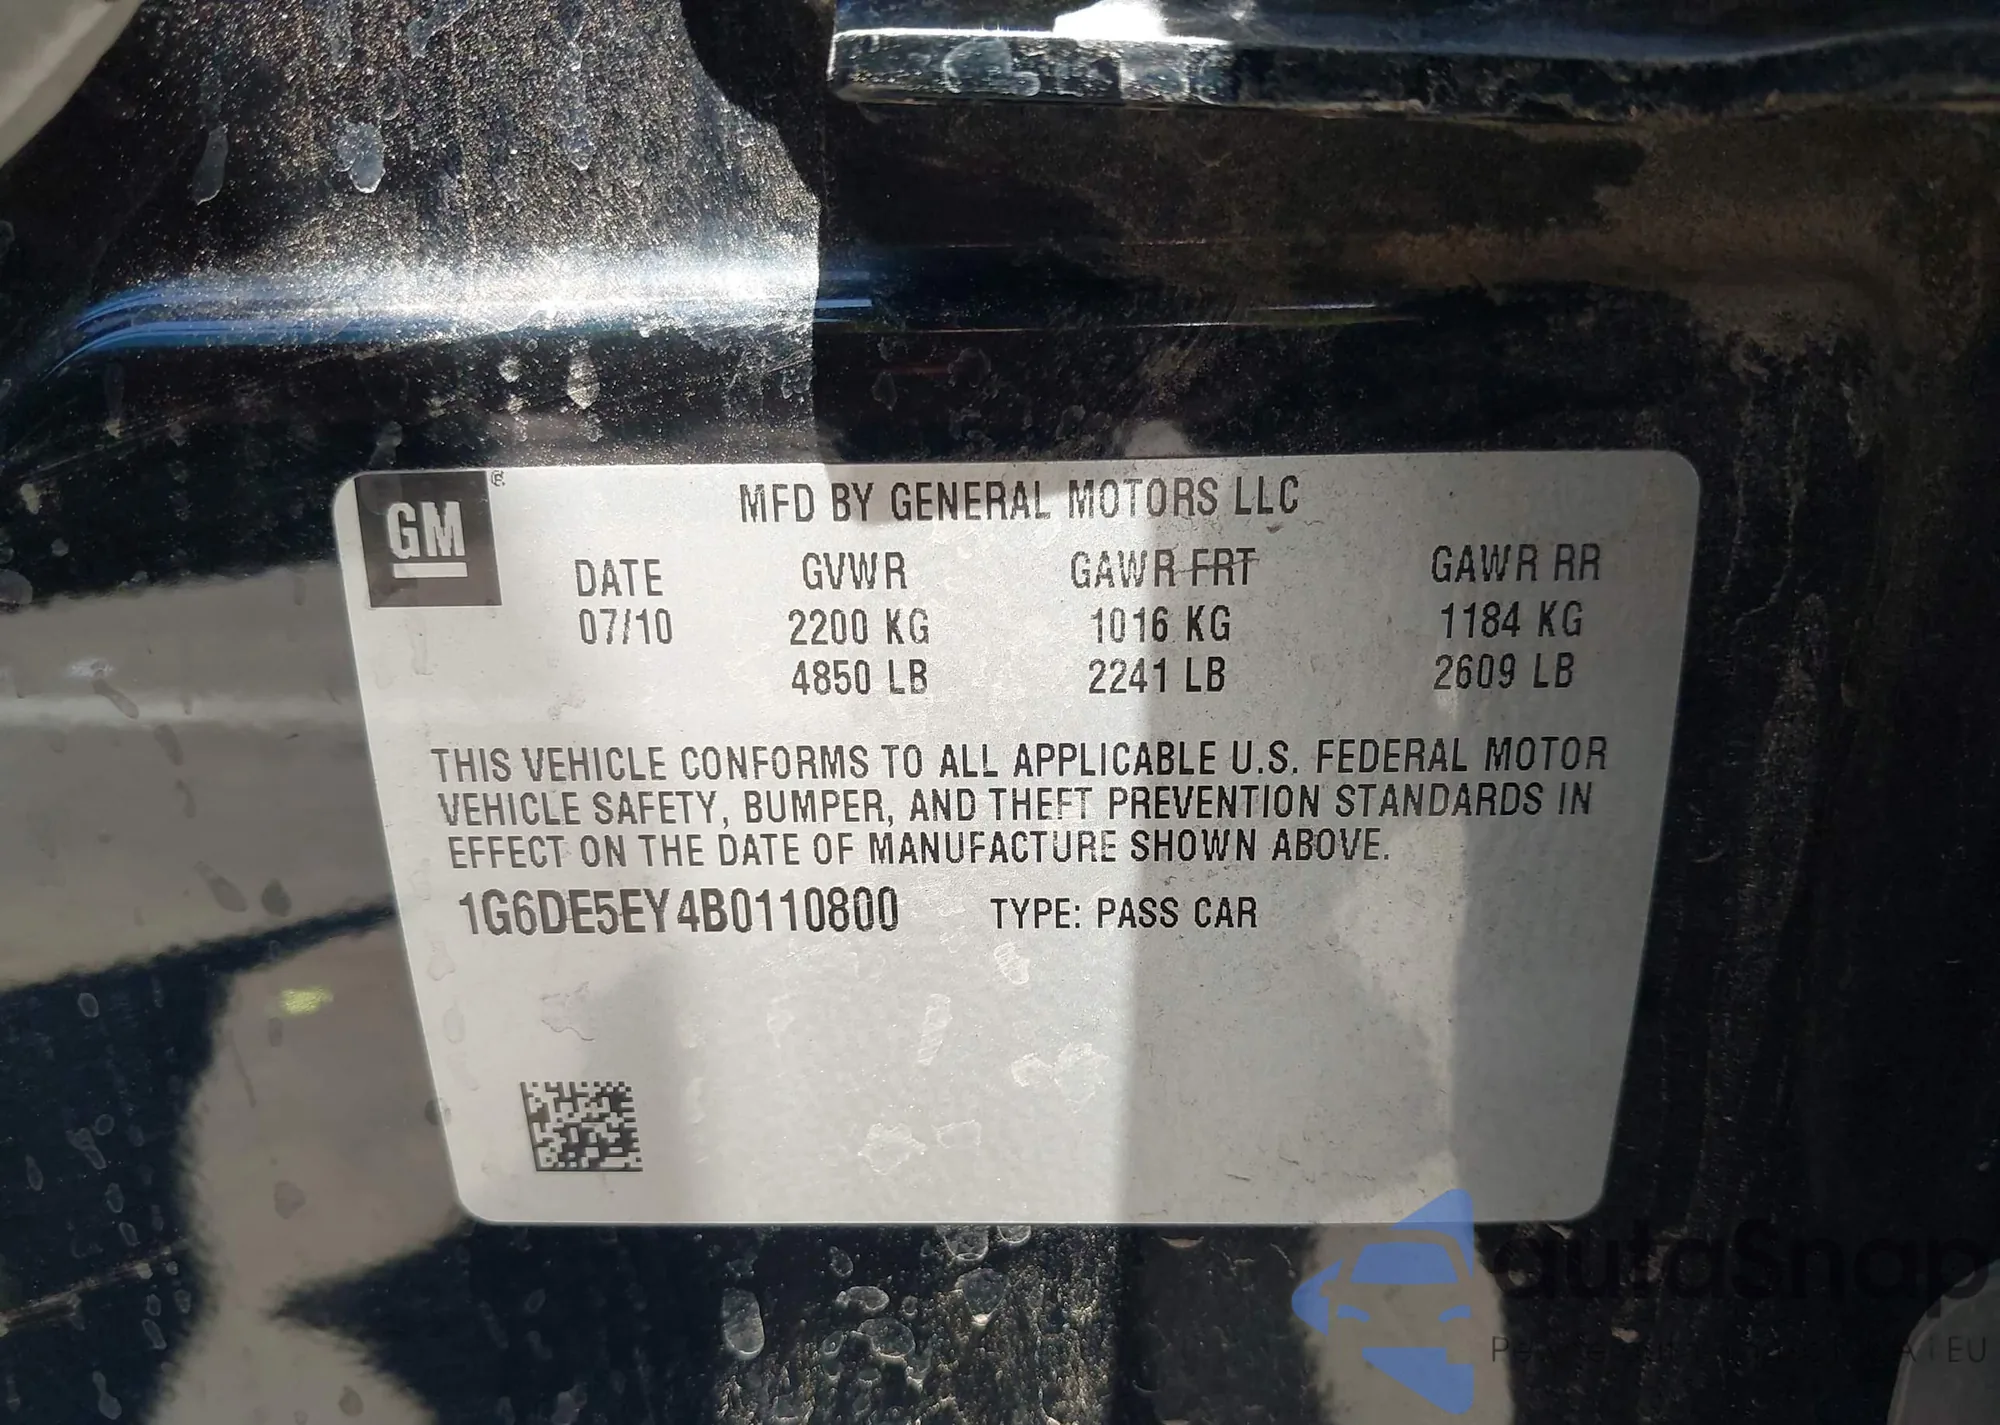 GM
®
MFD BY GENERAL MOTORS LLC
DATE GVWR GAWR FRT GAWR RR
07/10 2200 KG 1016 KG 1184 KG
4850 LB 2241 LB 2609 LB
THIS VEHICLE CONFORMS TO ALL APPLICABLE U.S. FEDERAL MOTOR
VEHICLE SAFETY, BUMPER, AND THEFT PREVENTION STANDARDS IN
EFFECT ON THE DATE OF MANUFACTURE SHOWN ABOVE.
1G6DE5EY4B0110800 TYPE: PASS CAR
autoSnap
EU